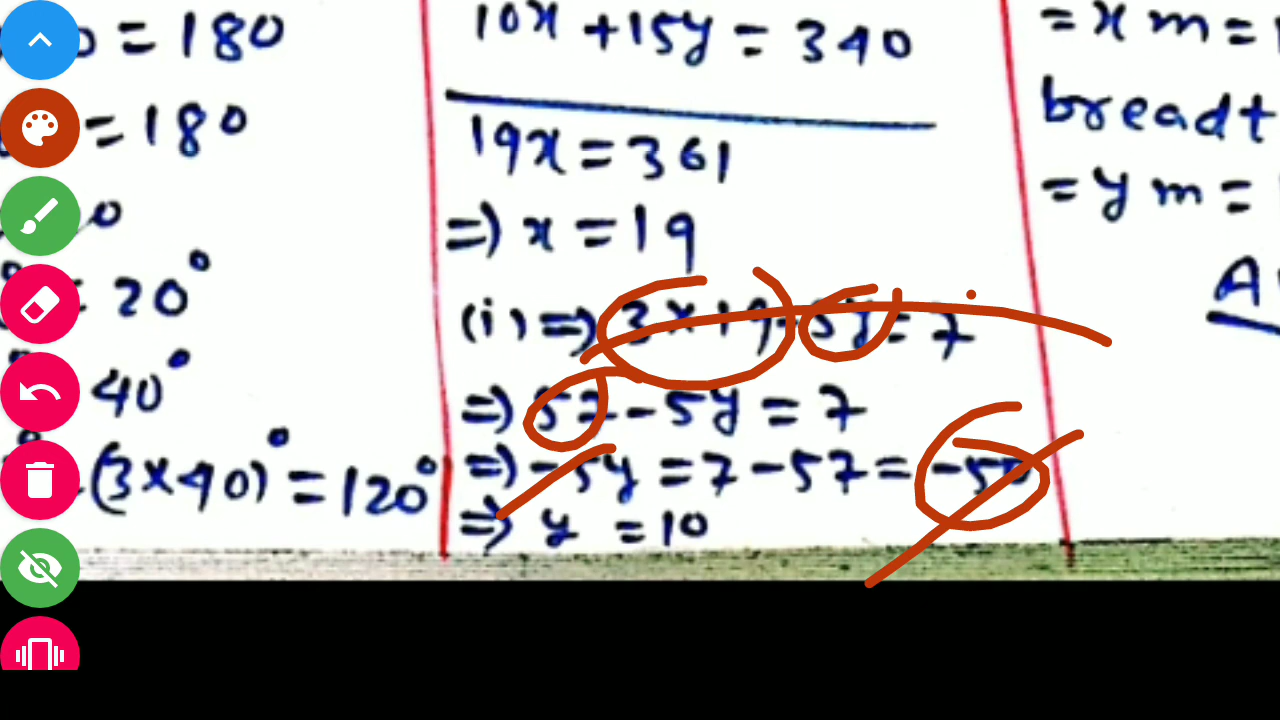 = 180
= 180
0
= 20°
40°
(3×40)° = 120°
10x + 15y = 340
19x = 361
=> x = 19
(i) => 3×19 - 5y = 7
=> 57 - 5y = 7
=> -5y = 7 - 57 = -50
=> y = 10
= x m =
breadt
= y m =
A